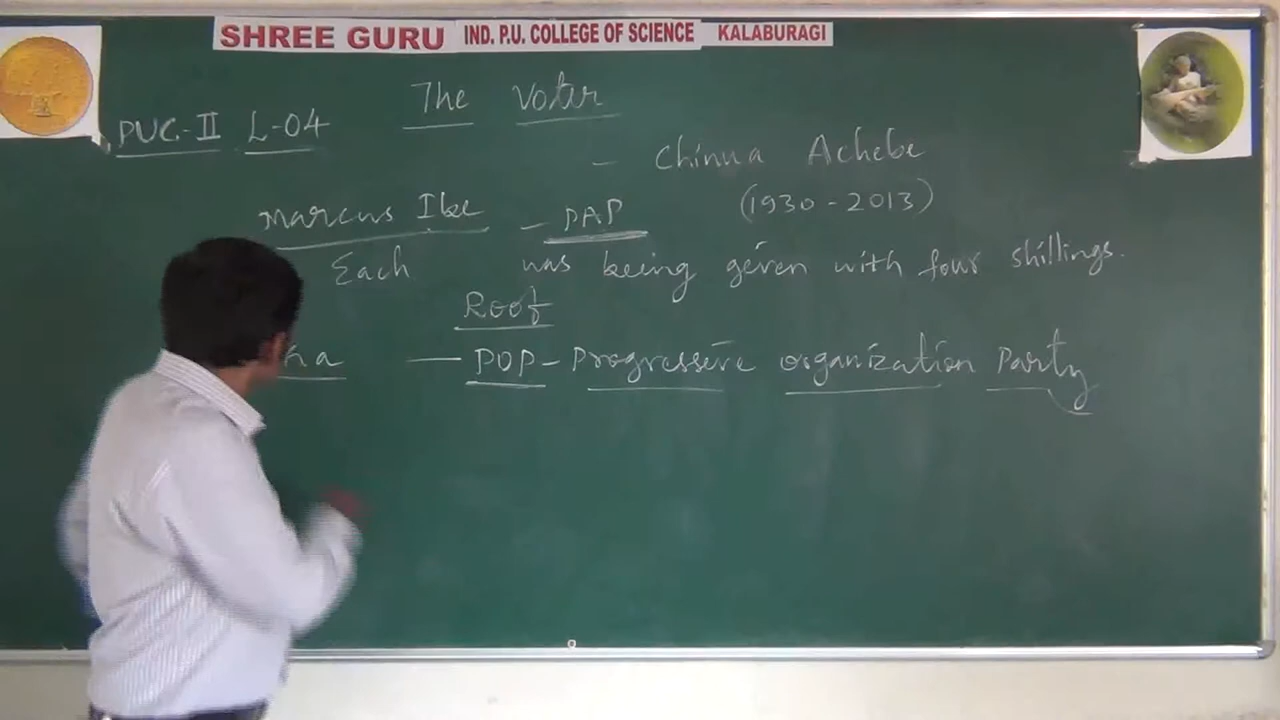 SHREE GURU IND. P.U. COLLEGE OF SCIENCE KALABURAGI
The Voter
PUC-II L-04
- Chinua Achebe
(1930-2013)
Marcus Ibe - PAP
Each was being given with four shillings.
Roof
— POP - Progressive organization Party